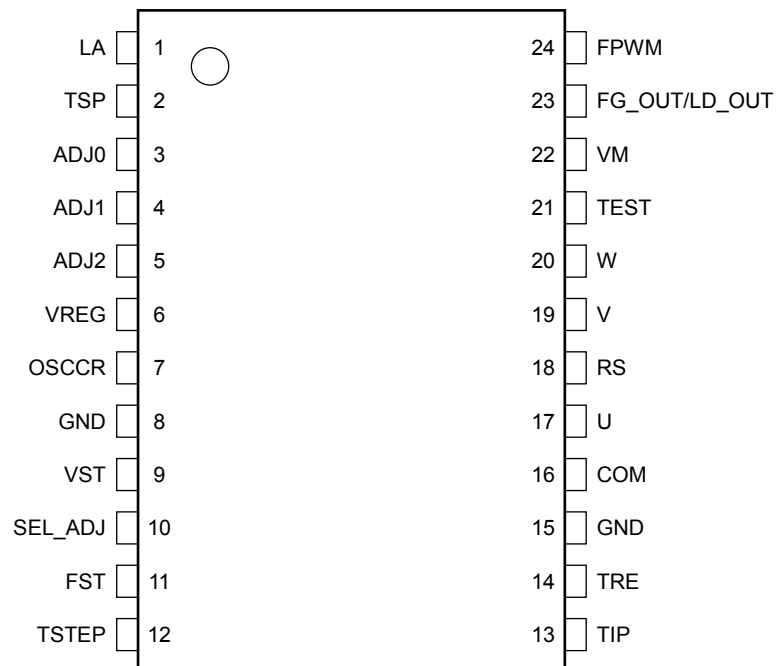 LA 1 24 FPWM
TSP 2 23 FG_OUT/LD_OUT
ADJ0 3 22 VM
ADJ1 4 21 TEST
ADJ2 5 20 W
VREG 6 19 V
OSCCR 7 18 RS
GND 8 17 U
VST 9 16 COM
SEL_ADJ 10 15 GND
FST 11 14 TRE
TSTEP 12 13 TIP